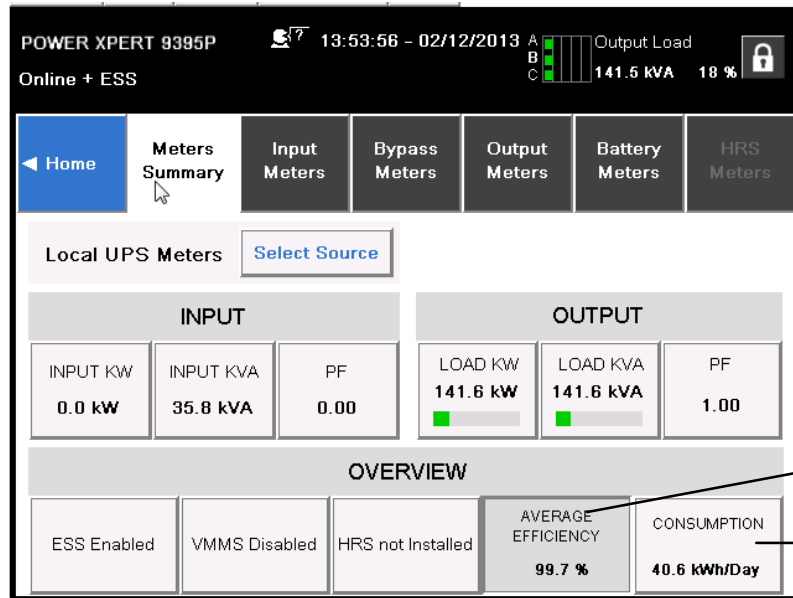 POWER XPERT 9395P
? 13:53:56 - 02/12/2013
A
B
C
Output Load
141.5 kVA 18 %
Online + ESS
Home
Meters
Summary
Input
Meters
Bypass
Meters
Output
Meters
Battery
Meters
HRS
Meters
Local UPS Meters
Select Source
INPUT
OUTPUT
INPUT KW
0.0 kW
INPUT KVA
35.8 kVA
PF
0.00
LOAD KW
141.6 kW
LOAD KVA
141.6 kVA
PF
1.00
OVERVIEW
ESS Enabled
VMMS Disabled
HRS not Installed
AVERAGE
EFFICIENCY
99.7 %
CONSUMPTION
40.6 kWh/Day